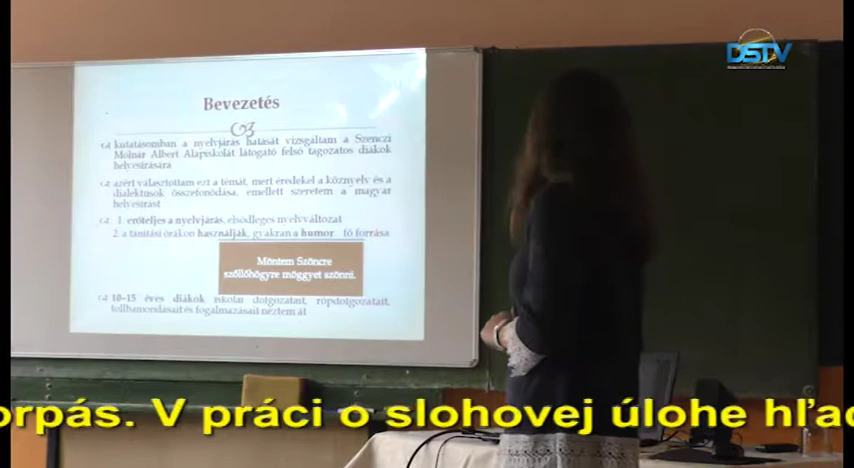 DSTV
Bevezetés
kutatásomban a nyelvjárás hatását vizsgáltam a Szenczi
Molnár Albert Alapiskolát látogató felső tagozatos diákok
helyesírására
azért választottam ezt a témát, mert érdekel a köznyelv és a
dialektusok összefonódása, emellett szeretem a magyar
helyesírást
1. erőteljes a nyelvjárás, elsődleges nyelvváltozat
2. a tanítási órákon használják, gyakran a humor fő forrása
Möntem Szöncre
szőllőhögyre möggyet szönni.
10-15 éves diákok iskolai dolgozatait, röpdolgozatait,
tollbamondásait és fogalmazásait néztem át
orpás. V práci o slohovej úlohe hľad